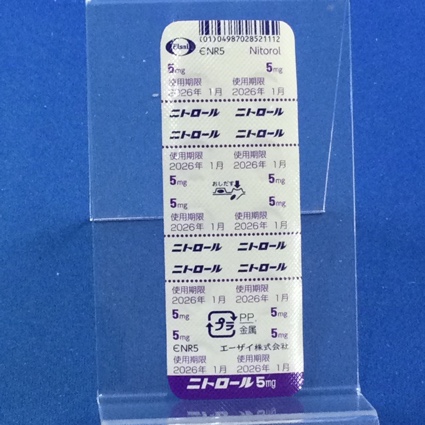 (01)04987028521112
Eisai
€NR5 Nitorol
5mg 5mg
使用期限 使用期限
2026年 1月 2026年 1月
ニトロール ニトロール
ニトロール ニトロール
使用期限 使用期限
2026年 1月 2026年 1月
5mg 5mg
おしだす
5mg 5mg
使用期限 使用期限
2026年 1月 2026年 1月
ニトロール ニトロール
ニトロール ニトロール
使用期限 使用期限
2026年 1月 2026年 1月
5mg プラ PP. 5mg
5mg 金属 5mg
€NR5 エーザイ株式会社
使用期限 使用期限
2026年 1月 2026年 1月
ニトロール5mg